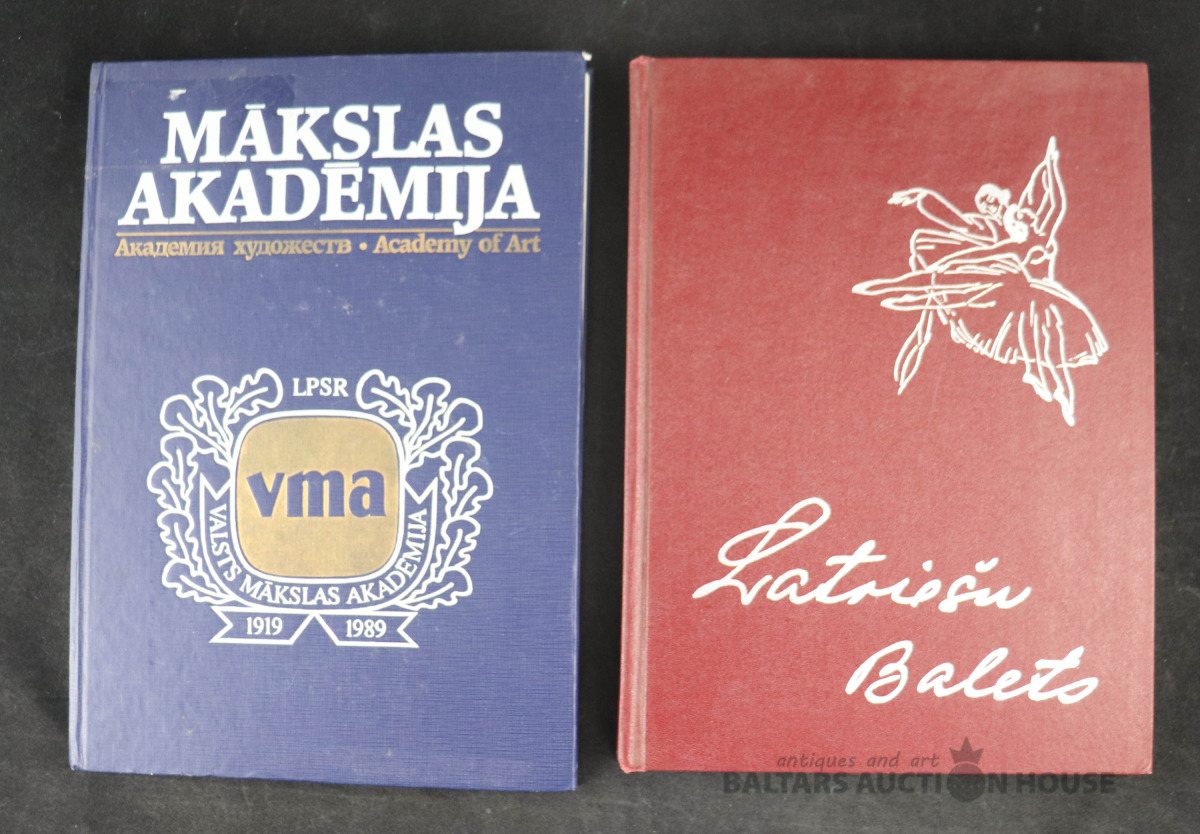 MĀKSLAS
AKADĒMIJA
Академия художеств • Academy of Art
LPSR
vma
VALSTS MĀKSLAS AKADĒMIJA
1919 1989
Latviešu
Balets
antiques and art
BALTARS AUCTION HOUSE